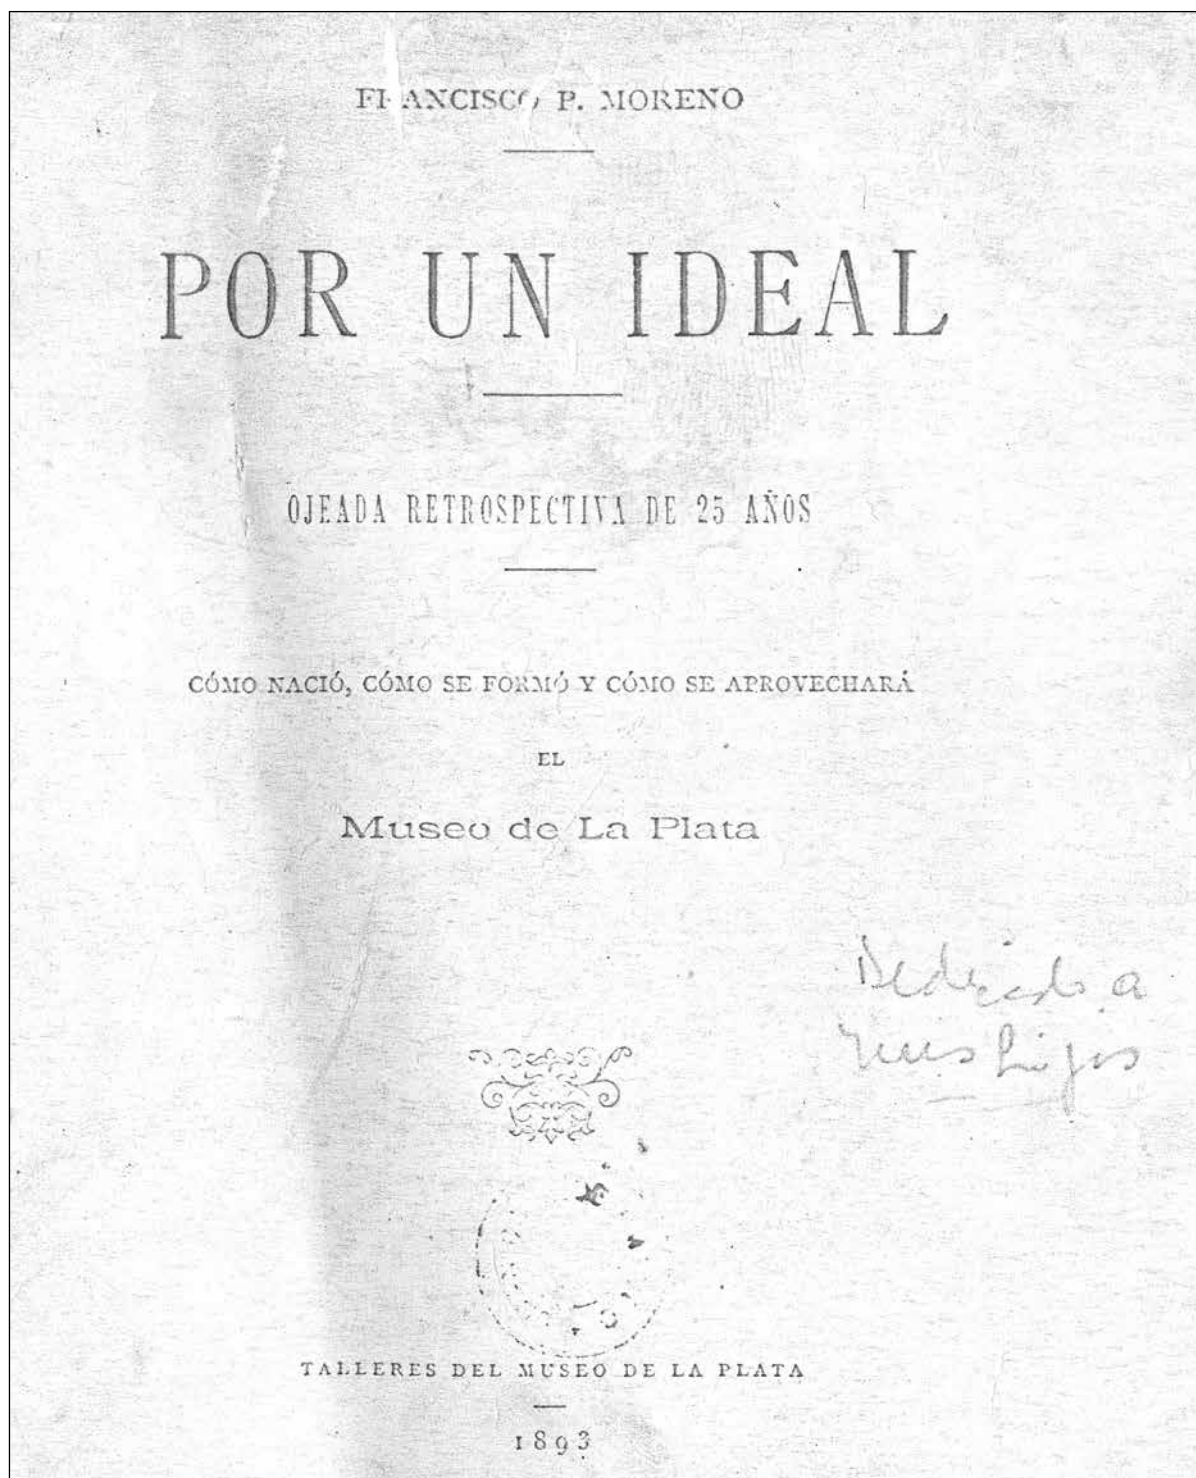 FRANCISCO P. MORENO
POR UN IDEAL
OJEADA RETROSPECTIVA DE 25 AÑOS
CÓMO NACIÓ, CÓMO SE FORMÓ Y CÓMO SE APROVECHARÁ
EL
Museo de La Plata
Dedicado a
mis hijos
TALLERES DEL MUSEO DE LA PLATA
1893